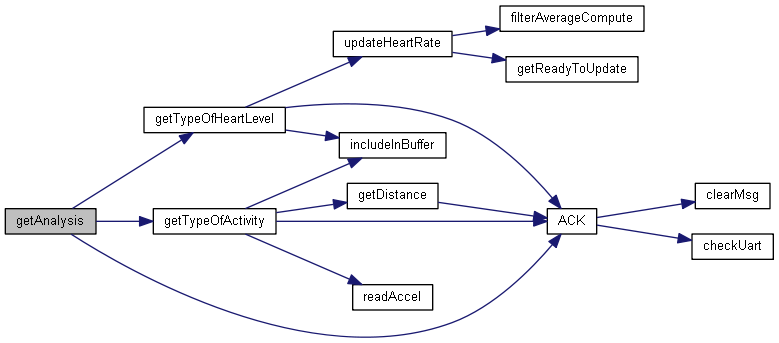 filterAverageCompute
updateHeartRate
getReadyToUpdate
getTypeOfHeartLevel
includeInBuffer
getDistance
clearMsg
getAnalysis
getTypeOfActivity
ACK
checkUart
readAccel